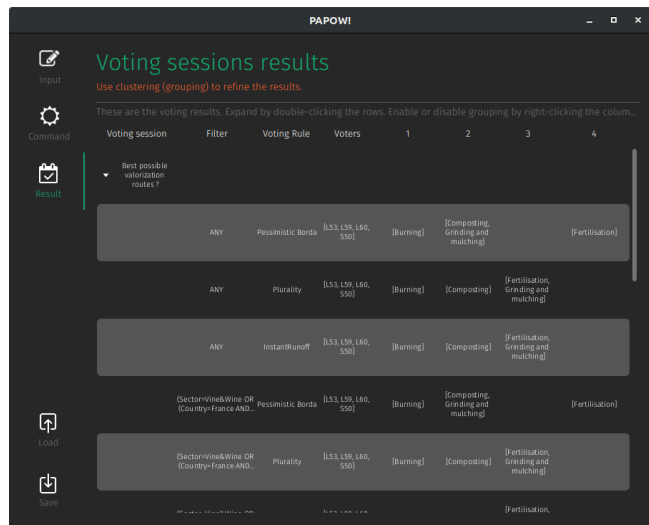 PAPOW!
Input
Command
Result
Load
Save
Voting sessions results
Use clustering (grouping) to refine the results.
These are the voting results. Expand by double-clicking the rows. Enable or disable grouping by right-clicking the colum...
Voting session Filter Voting Rule Voters 1 2 3 4
Best possible
valorization
routes ?
ANY Pessimistic Borda [L53, L59, L60, S50] [Burning] [Composting, Grinding and mulching] [Fertilisation]
ANY Plurality [L53, L59, L60, S50] [Burning] [Composting] [Fertilisation, Grinding and mulching]
ANY InstantRunoff [L53, L59, L60, S50] [Burning] [Composting] [Fertilisation, Grinding and mulching]
(Sector=Vine&Wine OR (Country=France AND... Pessimistic Borda [L53, L59, L60, S50] [Burning] [Composting, Grinding and mulching] [Fertilisation]
(Sector=Vine&Wine OR (Country=France AND... Plurality [L53, L59, L60, S50] [Burning] [Composting] [Fertilisation, Grinding and mulching]
[Fertilisation,